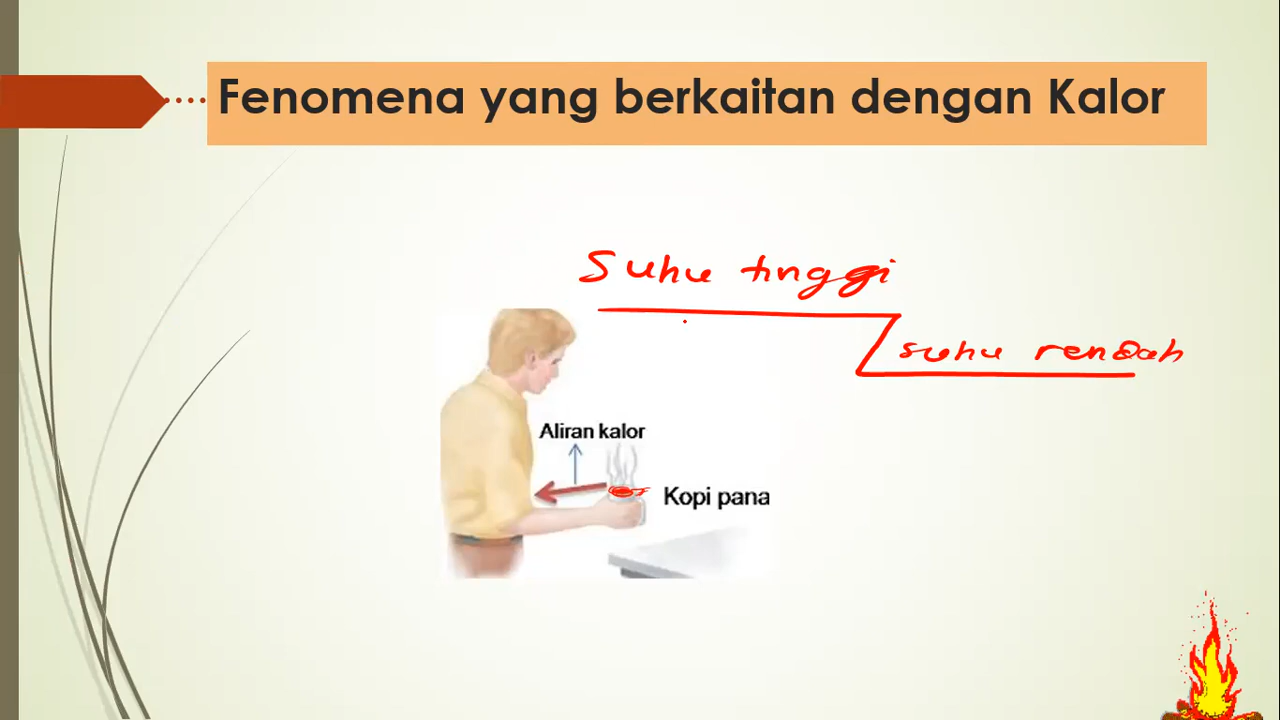 Fenomena yang berkaitan dengan Kalor
Suhu tinggi
suhu rendah
Aliran kalor
Kopi pana